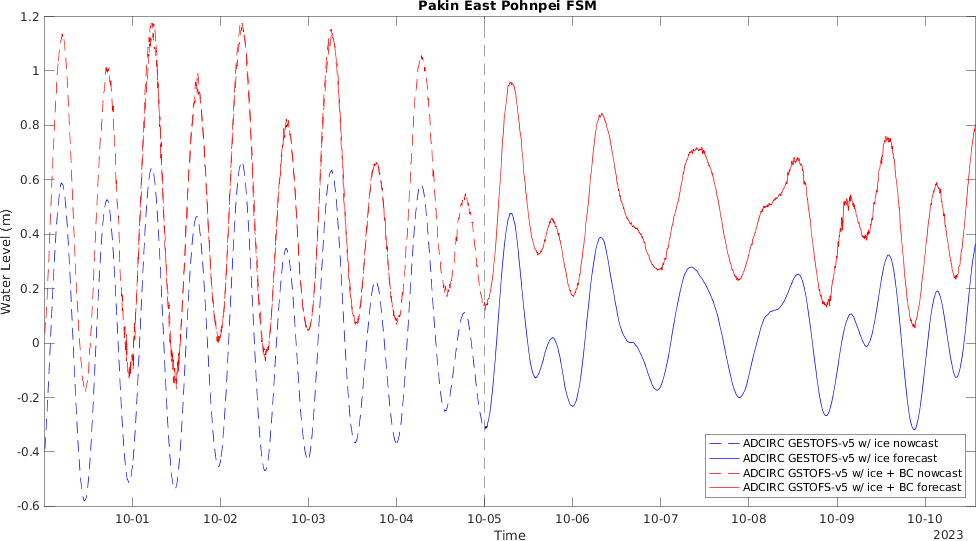 Pakin East Pohnpei FSM
1.2
1
0.8
0.6
0.4
0.2
0
-0.2
-0.4
-0.6
Water Level (m)
ADCIRC GESTOFS-v5 w/ ice nowcast
ADCIRC GESTOFS-v5 w/ ice forecast
ADCIRC GSTOFS-v5 w/ ice + BC nowcast
ADCIRC GSTOFS-v5 w/ ice + BC forecast
10-01 10-02 10-03 10-04 10-05 10-06 10-07 10-08 10-09 10-10
Time
2023